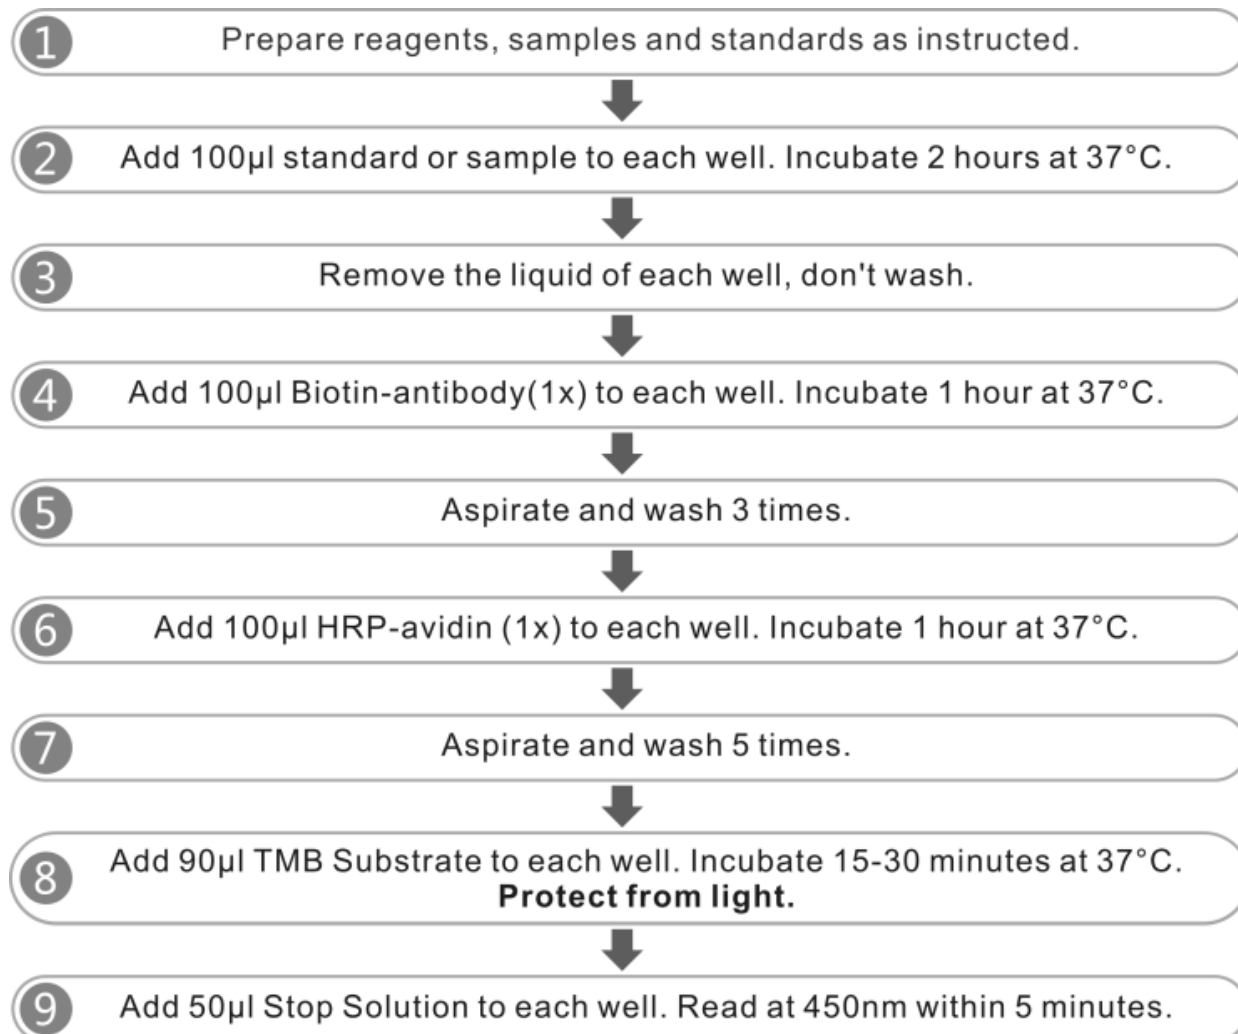 1 Prepare reagents, samples and standards as instructed.
2 Add 100µl standard or sample to each well. Incubate 2 hours at 37°C.
3 Remove the liquid of each well, don't wash.
4 Add 100µl Biotin-antibody(1x) to each well. Incubate 1 hour at 37°C.
5 Aspirate and wash 3 times.
6 Add 100µl HRP-avidin (1x) to each well. Incubate 1 hour at 37°C.
7 Aspirate and wash 5 times.
8 Add 90µl TMB Substrate to each well. Incubate 15-30 minutes at 37°C.
Protect from light.
9 Add 50µl Stop Solution to each well. Read at 450nm within 5 minutes.